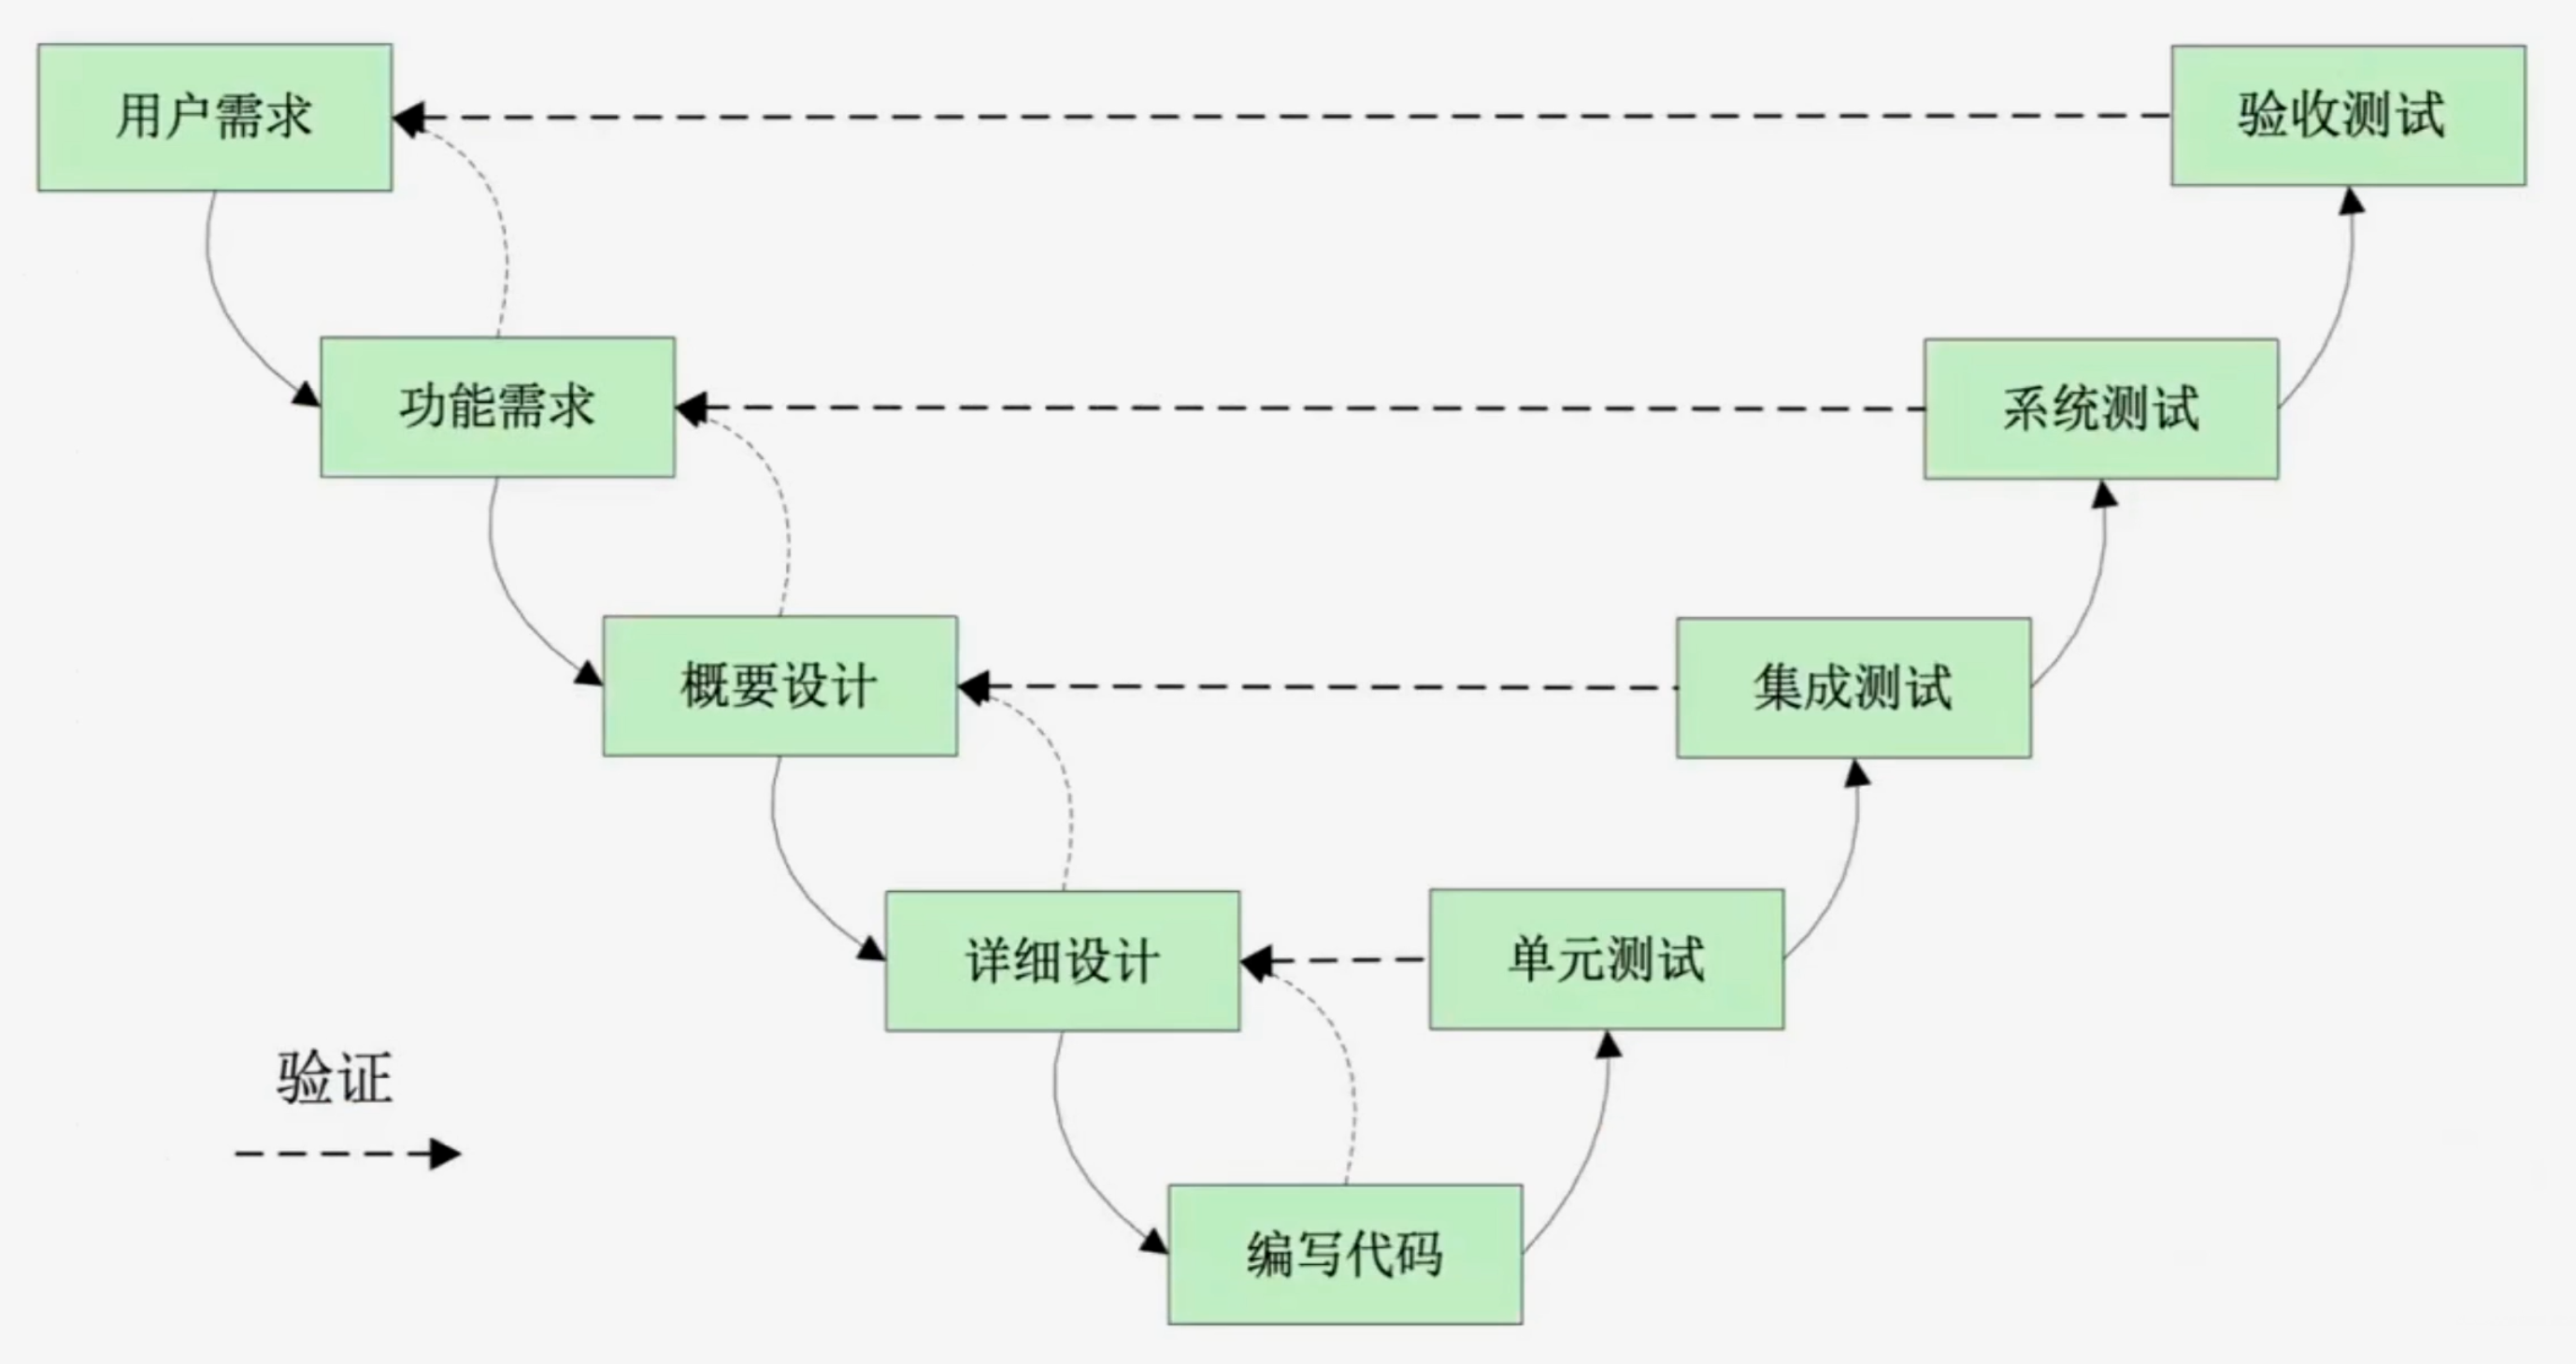 用户需求
验收测试
功能需求
系统测试
概要设计
集成测试
详细设计
单元测试
验证
编写代码